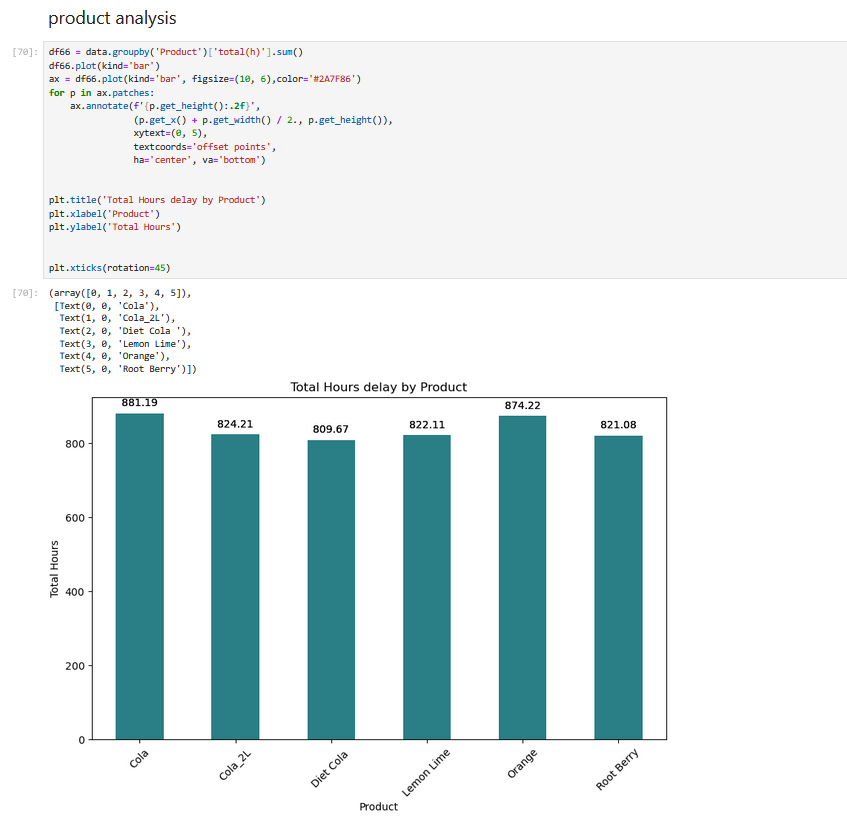 product analysis
[70]: df66 = data.groupby('Product')['total(h)'].sum()
df66.plot(kind='bar')
ax = df66.plot(kind='bar', figsize=(10, 6),color='#2A7F86')
for p in ax.patches:
    ax.annotate(f'{p.get_height():.2f}',
                (p.get_x() + p.get_width() / 2., p.get_height()),
                xytext=(0, 5),
                textcoords='offset points',
                ha='center', va='bottom')
plt.title('Total Hours delay by Product')
plt.xlabel('Product')
plt.ylabel('Total Hours')
plt.xticks(rotation=45)
[70]: (array([0, 1, 2, 3, 4, 5]),
 [Text(0, 0, 'Cola'),
  Text(1, 0, 'Cola_2L'),
  Text(2, 0, 'Diet Cola '),
  Text(3, 0, 'Lemon Lime'),
  Text(4, 0, 'Orange'),
  Text(5, 0, 'Root Berry')])
Total Hours delay by Product
881.19
824.21
809.67
822.11
874.22
821.08
800
600
400
200
0
Total Hours
Cola
Cola_2L
Diet Cola
Lemon Lime
Orange
Root Berry
Product